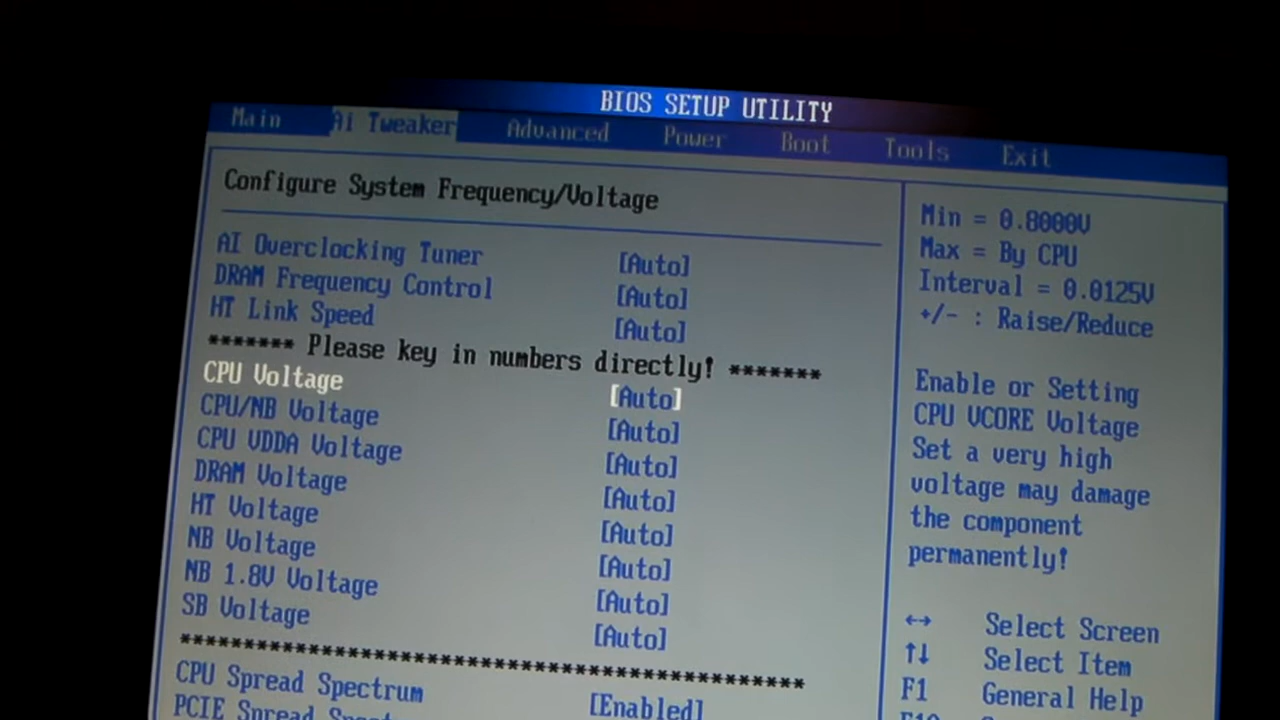 BIOS SETUP UTILITY
Main Ai Tweaker Advanced Power Boot Tools Exit
Configure System Frequency/Voltage
AI Overclocking Tuner [Auto]
DRAM Frequency Control [Auto]
HT Link Speed [Auto]
******* Please key in numbers directly! *******
CPU Voltage [Auto]
CPU/NB Voltage [Auto]
CPU VDDA Voltage [Auto]
DRAM Voltage [Auto]
HT Voltage [Auto]
NB Voltage [Auto]
NB 1.8V Voltage [Auto]
SB Voltage [Auto]
************************************************
CPU Spread Spectrum [Enabled]
PCIE Spread
Min = 0.8000V
Max = By CPU
Interval = 0.0125V
+/- : Raise/Reduce
Enable or Setting
CPU VCORE Voltage
Set a very high
voltage may damage
the component
permanently!
↔ Select Screen
↑↓ Select Item
F1 General Help
F10